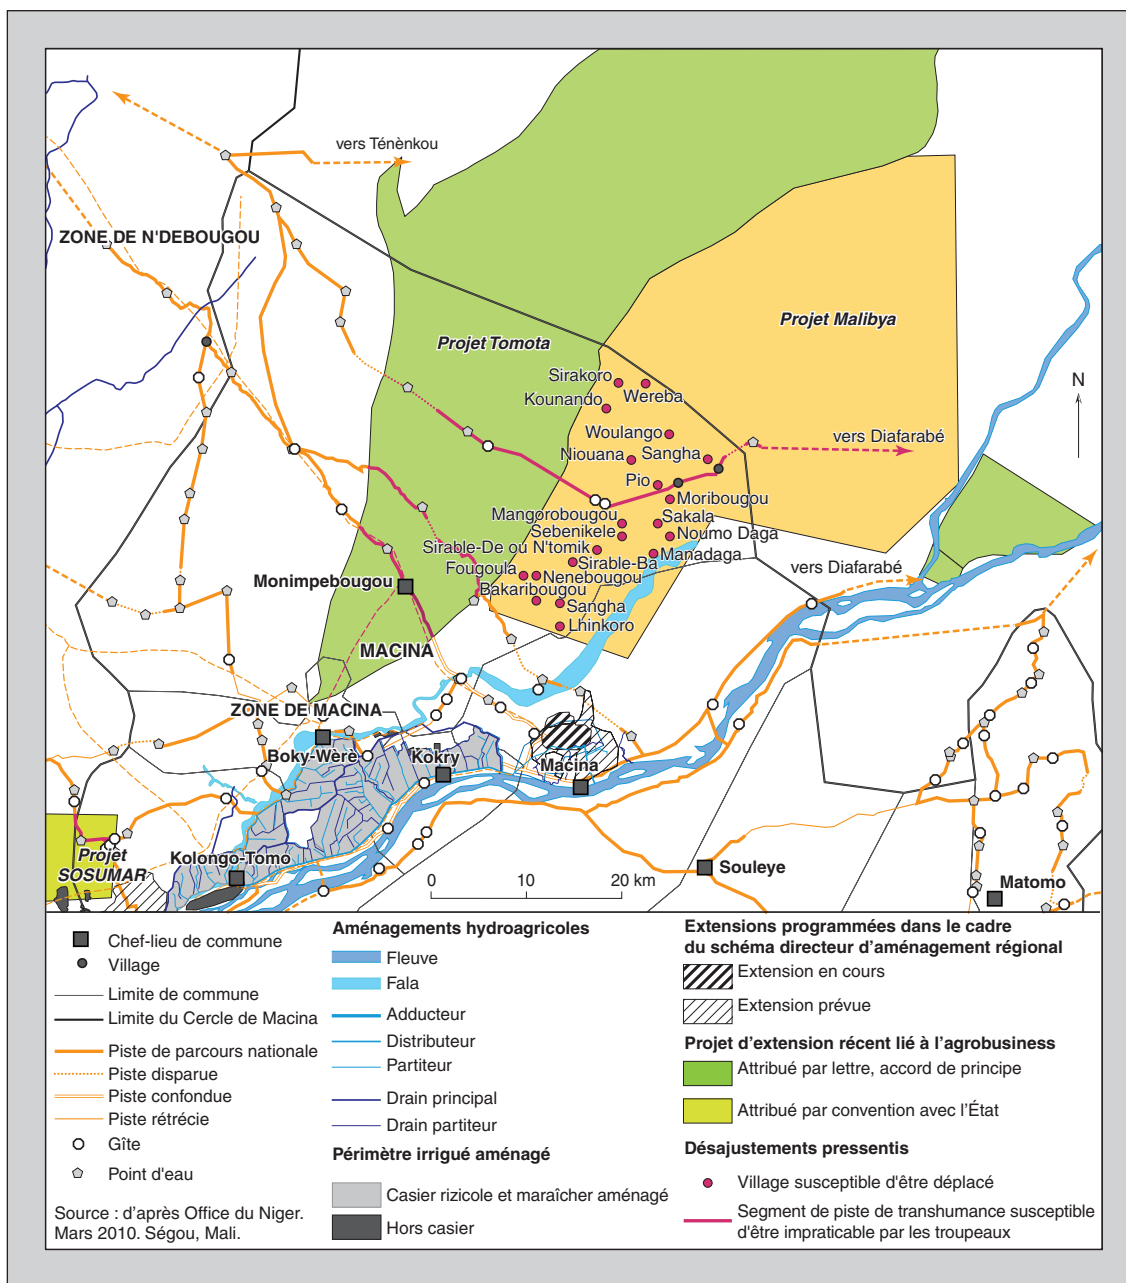 vers Ténènkou
ZONE DE N'DEBOUGOU
Projet Malibya
Projet Tomota
N
Sirakoro
Wereba
Kounando
Woulango
vers Diafarabé
Niouana
Sangha
Pio
Moribougou
Mangorobougou
Sakala
Sebenikele
Noumo Daga
Sirable-De ou N'tomik
Manadaga
Sirable-Ba
Fougoula
Nenebougou
vers Diafarabé
Monimpebougou
Bakaribougou
Sangha
Lhinkoro
MACINA
ZONE DE MACINA
Boky-Wèrè
Kokry
Macina
Projet
SOSUMAR
Kolongo-Tomo
Souleye
Matomo
0 10 20 km
Chef-lieu de commune
Village
Limite de commune
Limite du Cercle de Macina
Piste de parcours nationale
Piste disparue
Piste confondue
Piste rétrécie
Gîte
Point d'eau
Source : d'après Office du Niger.
Mars 2010. Ségou, Mali.
Aménagements hydroagricoles
Fleuve
Fala
Adducteur
Distributeur
Partiteur
Drain principal
Drain partiteur
Périmètre irrigué aménagé
Casier rizicole et maraîcher aménagé
Hors casier
Extensions programmées dans le cadre
du schéma directeur d'aménagement régional
Extension en cours
Extension prévue
Projet d'extension récent lié à l'agrobusiness
Attribué par lettre, accord de principe
Attribué par convention avec l'État
Désajustements pressentis
Village susceptible d'être déplacé
Segment de piste de transhumance susceptible
d'être impraticable par les troupeaux